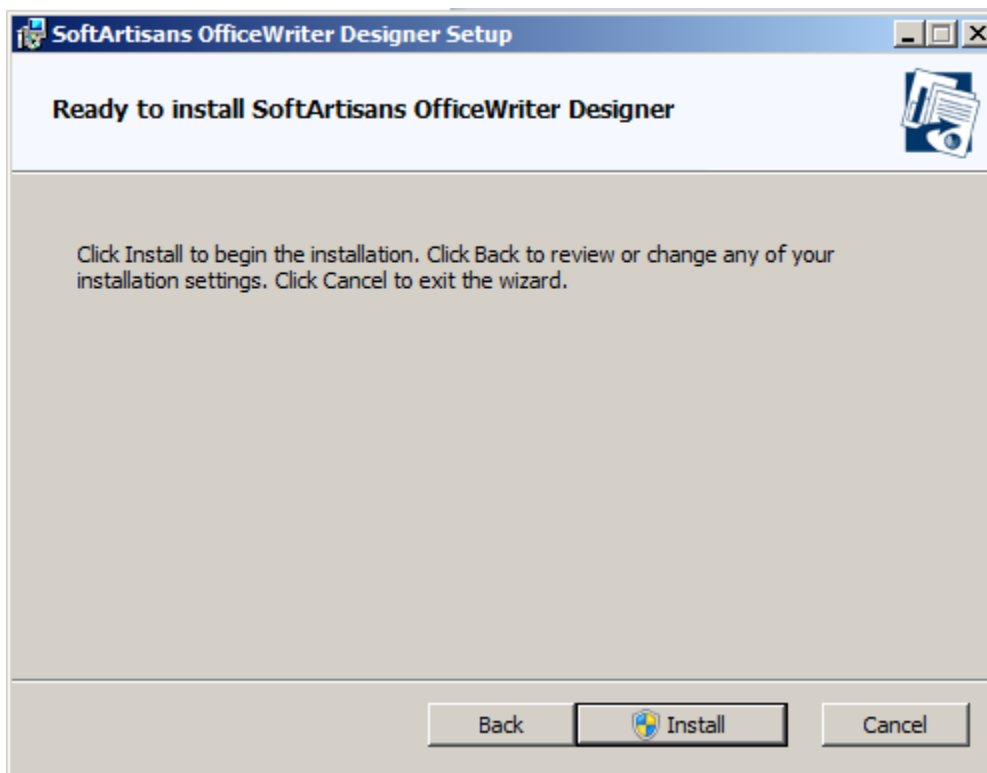 SoftArtisans OfficeWriter Designer Setup
Ready to install SoftArtisans OfficeWriter Designer
Click Install to begin the installation. Click Back to review or change any of your
installation settings. Click Cancel to exit the wizard.
Back Install Cancel